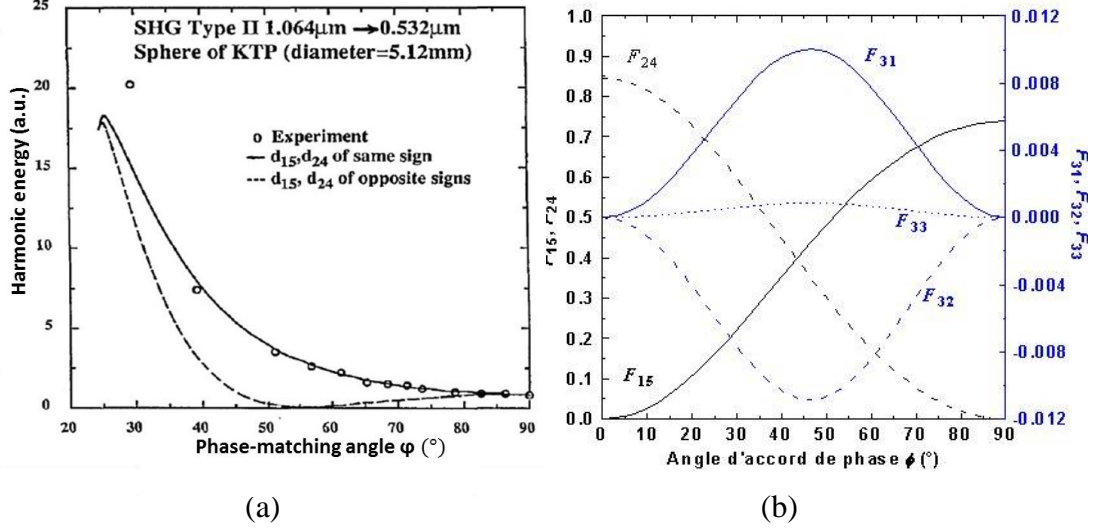 25
20
15
10
5
0
Harmonic energy (a.u.)
SHG Type II 1.064µm → 0.532µm
Sphere of KTP (diameter=5.12mm)
o Experiment
— d15,d24 of same sign
--- d15, d24 of opposite signs
20 30 40 50 60 70 80 90
Phase-matching angle φ (°)
(a)
1.0
0.9
0.8
0.7
0.6
0.5
0.4
0.3
0.2
0.1
0.0
F15, F24
F24
F31
F33
F32
F15
0.012
0.008
0.004
0.000
-0.004
-0.008
-0.012
F31, F32, F33
0 10 20 30 40 50 60 70 80 90
Angle d'accord de phase ϕ (°)
(b)